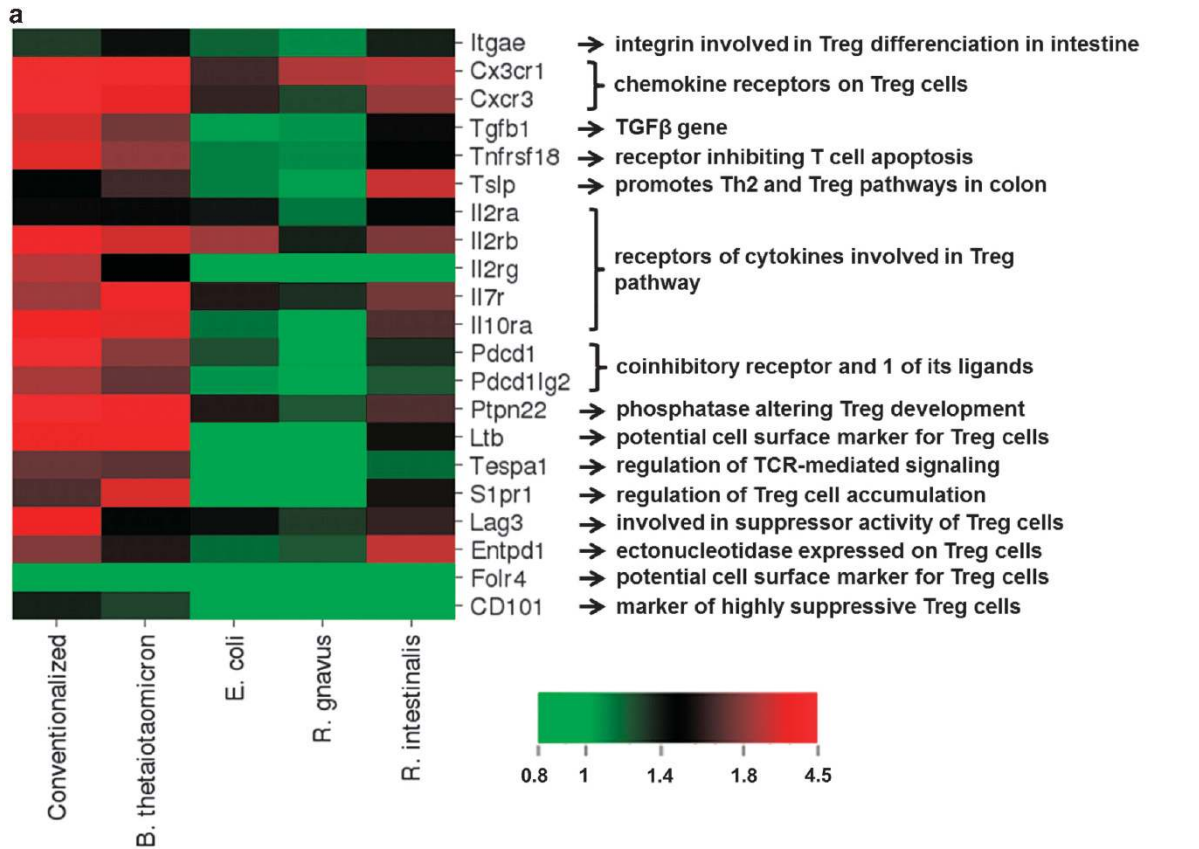 a
Itgae → integrin involved in Treg differenciation in intestine
Cx3cr1
Cxcr3
chemokine receptors on Treg cells
Tgfb1 → TGFβ gene
Tnfrsf18 → receptor inhibiting T cell apoptosis
Tslp → promotes Th2 and Treg pathways in colon
Il2ra
Il2rb
Il2rg
Il7r
Il10ra
receptors of cytokines involved in Treg
pathway
Pdcd1
Pdcd1lg2
coinhibitory receptor and 1 of its ligands
Ptpn22 → phosphatase altering Treg development
Ltb → potential cell surface marker for Treg cells
Tespa1 → regulation of TCR-mediated signaling
S1pr1 → regulation of Treg cell accumulation
Lag3 → involved in suppressor activity of Treg cells
Entpd1 → ectonucleotidase expressed on Treg cells
Folr4 → potential cell surface marker for Treg cells
CD101 → marker of highly suppressive Treg cells
Conventionalized
B. thetaiotaomicron
E. coli
R. gnavus
R. intestinalis
0.8 1 1.4 1.8 4.5